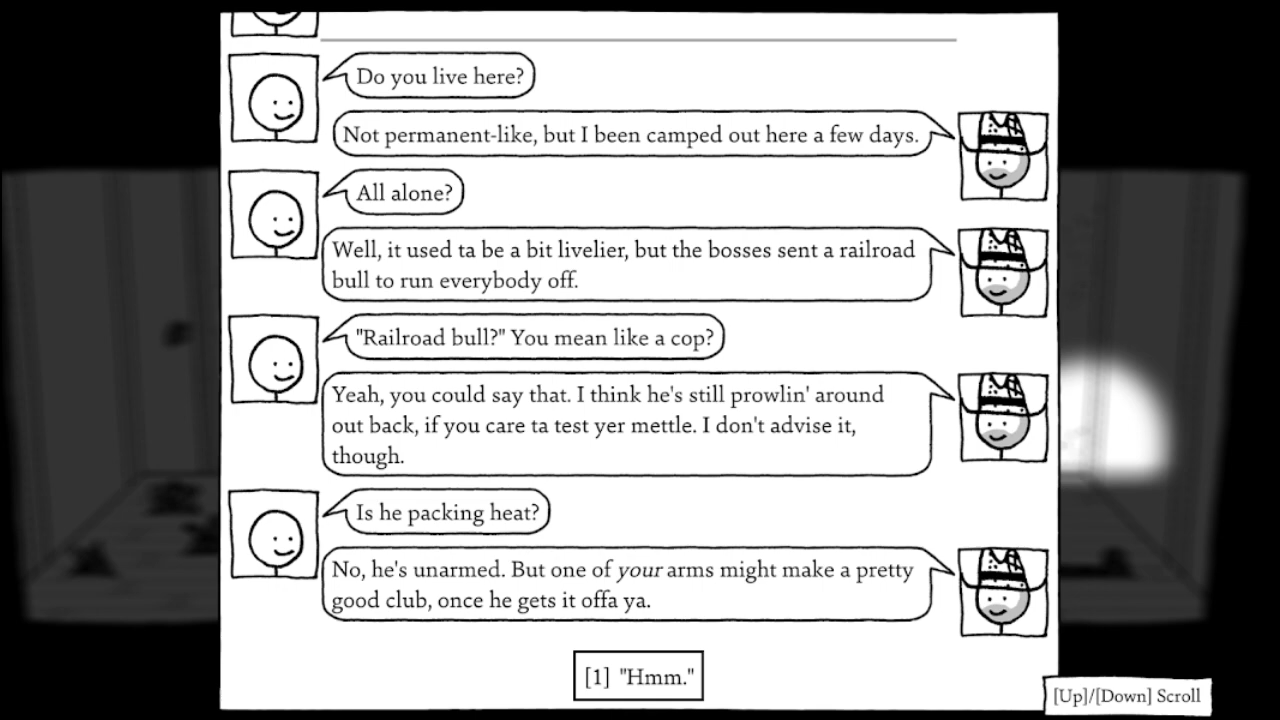 Do you live here?
Not permanent-like, but I been camped out here a few days.
All alone?
Well, it used ta be a bit livelier, but the bosses sent a railroad
bull to run everybody off.
"Railroad bull?" You mean like a cop?
Yeah, you could say that. I think he's still prowlin' around
out back, if you care ta test yer mettle. I don't advise it,
though.
Is he packing heat?
No, he's unarmed. But one of your arms might make a pretty
good club, once he gets it offa ya.
[1] "Hmm."
[Up]/[Down] Scroll